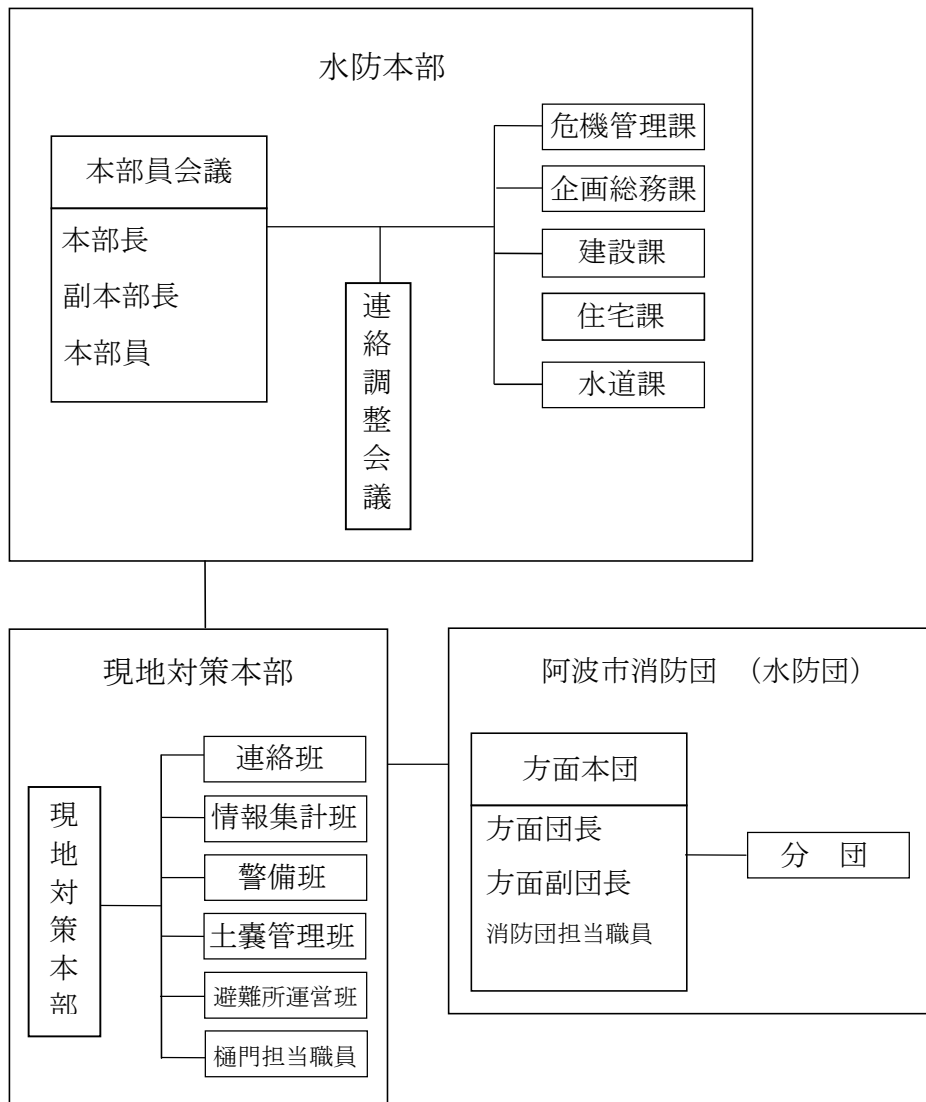 水防本部
本部員会議
本部長
副本部長
本部員
連絡調整会議
危機管理課
企画総務課
建設課
住宅課
水道課
現地対策本部
現地対策本部
連絡班
情報集計班
警備班
土嚢管理班
避難所運営班
樋門担当職員
阿波市消防団 （水防団）
方面本団
方面団長
方面副団長
消防団担当職員
分 団